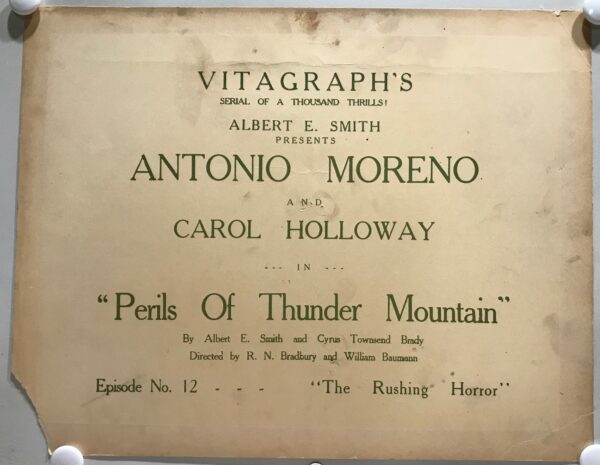 VITAGRAPH'S
SERIAL OF A THOUSAND THRILLS!
ALBERT E. SMITH
PRESENTS
ANTONIO MORENO
AND
CAROL HOLLOWAY
--- IN ---
"Perils Of Thunder Mountain"
By Albert E. Smith and Cyrus Townsend Brady
Directed by R. N. Bradbury and William Baumann
Episode No. 12 - - - "The Rushing Horror"